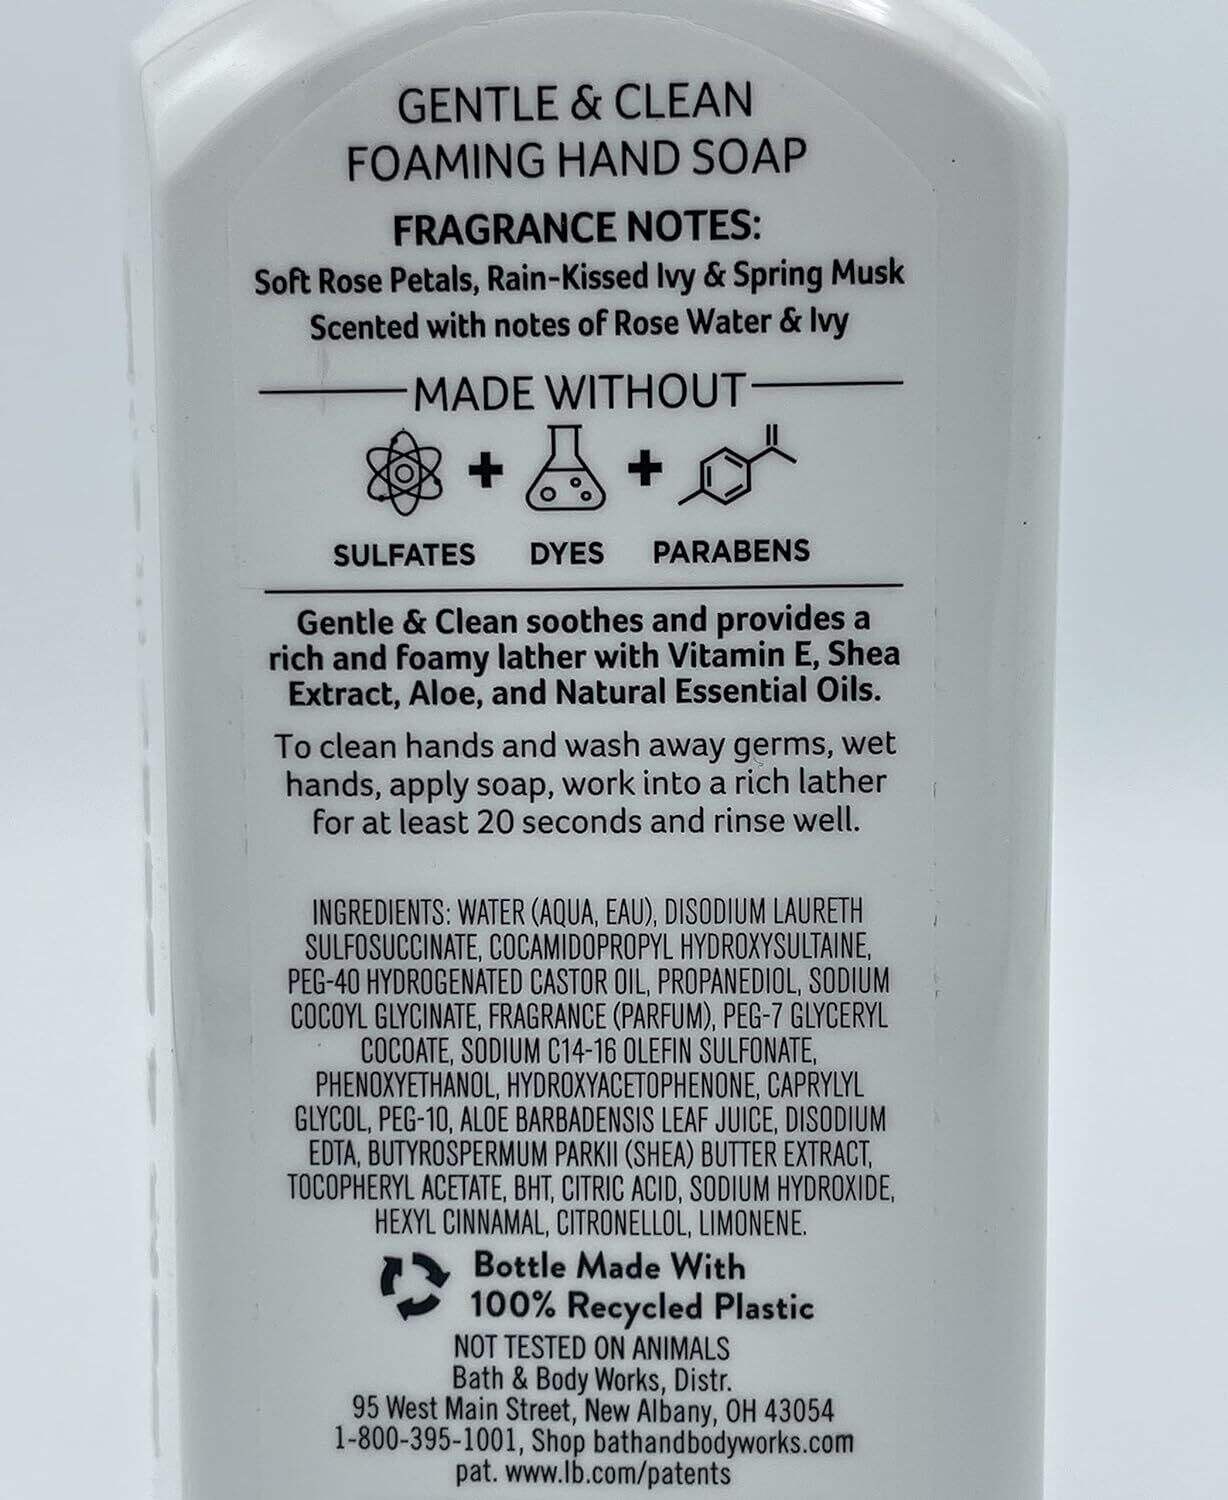 GENTLE & CLEAN
FOAMING HAND SOAP
FRAGRANCE NOTES:
Soft Rose Petals, Rain-Kissed Ivy & Spring Musk
Scented with notes of Rose Water & Ivy
MADE WITHOUT
SULFATES + DYES + PARABENS
Gentle & Clean soothes and provides a
rich and foamy lather with Vitamin E, Shea
Extract, Aloe, and Natural Essential Oils.
To clean hands and wash away germs, wet
hands, apply soap, work into a rich lather
for at least 20 seconds and rinse well.
INGREDIENTS: WATER (AQUA, EAU), DISODIUM LAURETH
SULFOSUCCINATE, COCAMIDOPROPYL HYDROXYSULTAINE,
PEG-40 HYDROGENATED CASTOR OIL, PROPANEDIOL, SODIUM
COCOYL GLYCINATE, FRAGRANCE (PARFUM), PEG-7 GLYCERYL
COCOATE, SODIUM C14-16 OLEFIN SULFONATE,
PHENOXYETHANOL, HYDROXYACETOPHENONE, CAPRYLYL
GLYCOL, PEG-10, ALOE BARBADENSIS LEAF JUICE, DISODIUM
EDTA, BUTYROSPERMUM PARKII (SHEA) BUTTER EXTRACT,
TOCOPHERYL ACETATE, BHT, CITRIC ACID, SODIUM HYDROXIDE,
HEXYL CINNAMAL, CITRONELLOL, LIMONENE.
Bottle Made With
100% Recycled Plastic
NOT TESTED ON ANIMALS
Bath & Body Works, Distr.
95 West Main Street, New Albany, OH 43054
1-800-395-1001, Shop bathandbodyworks.com
pat. www.lb.com/patents